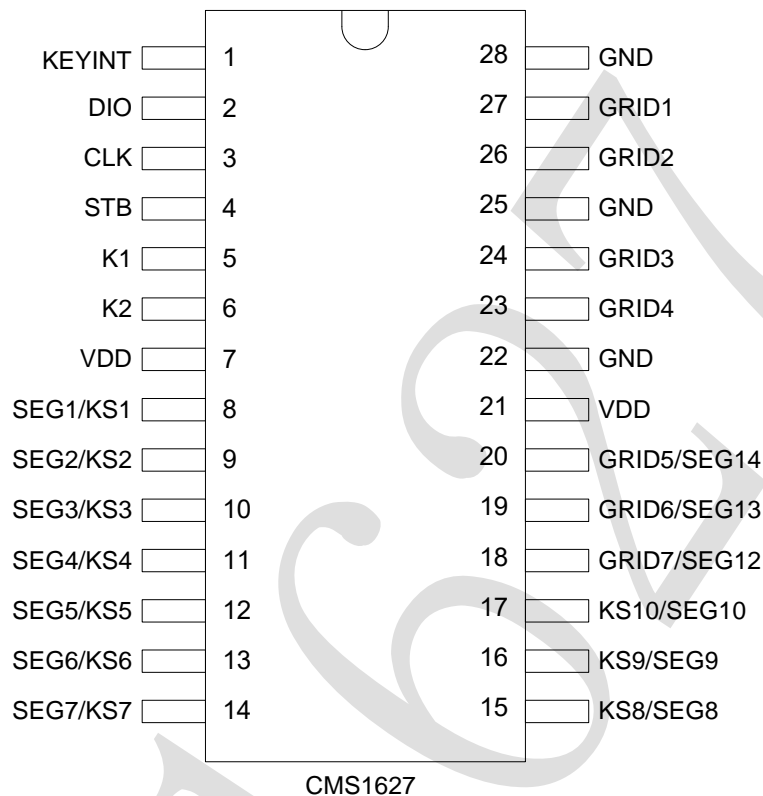 KEYINT 1 28 GND
DIO 2 27 GRID1
CLK 3 26 GRID2
STB 4 25 GND
K1 5 24 GRID3
K2 6 23 GRID4
VDD 7 22 GND
SEG1/KS1 8 21 VDD
SEG2/KS2 9 20 GRID5/SEG14
SEG3/KS3 10 19 GRID6/SEG13
SEG4/KS4 11 18 GRID7/SEG12
SEG5/KS5 12 17 KS10/SEG10
SEG6/KS6 13 16 KS9/SEG9
SEG7/KS7 14 15 KS8/SEG8
CMS1627